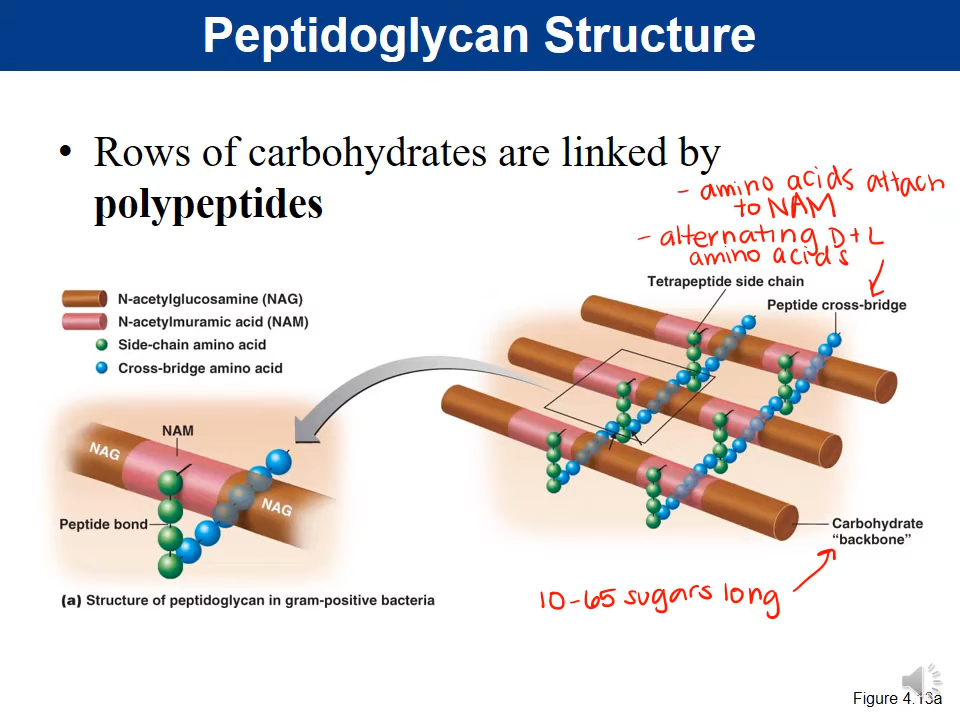 Peptidoglycan Structure
• Rows of carbohydrates are linked by
polypeptides
- amino acids attach
to NAM
- alternating D+L
amino acids
Tetrapeptide side chain
Peptide cross-bridge
N-acetylglucosamine (NAG)
N-acetylmuramic acid (NAM)
Side-chain amino acid
Cross-bridge amino acid
NAM
NAG
NAG
Peptide bond
Carbohydrate
“backbone”
(a) Structure of peptidoglycan in gram-positive bacteria
10-65 sugars long
Figure 4.13a